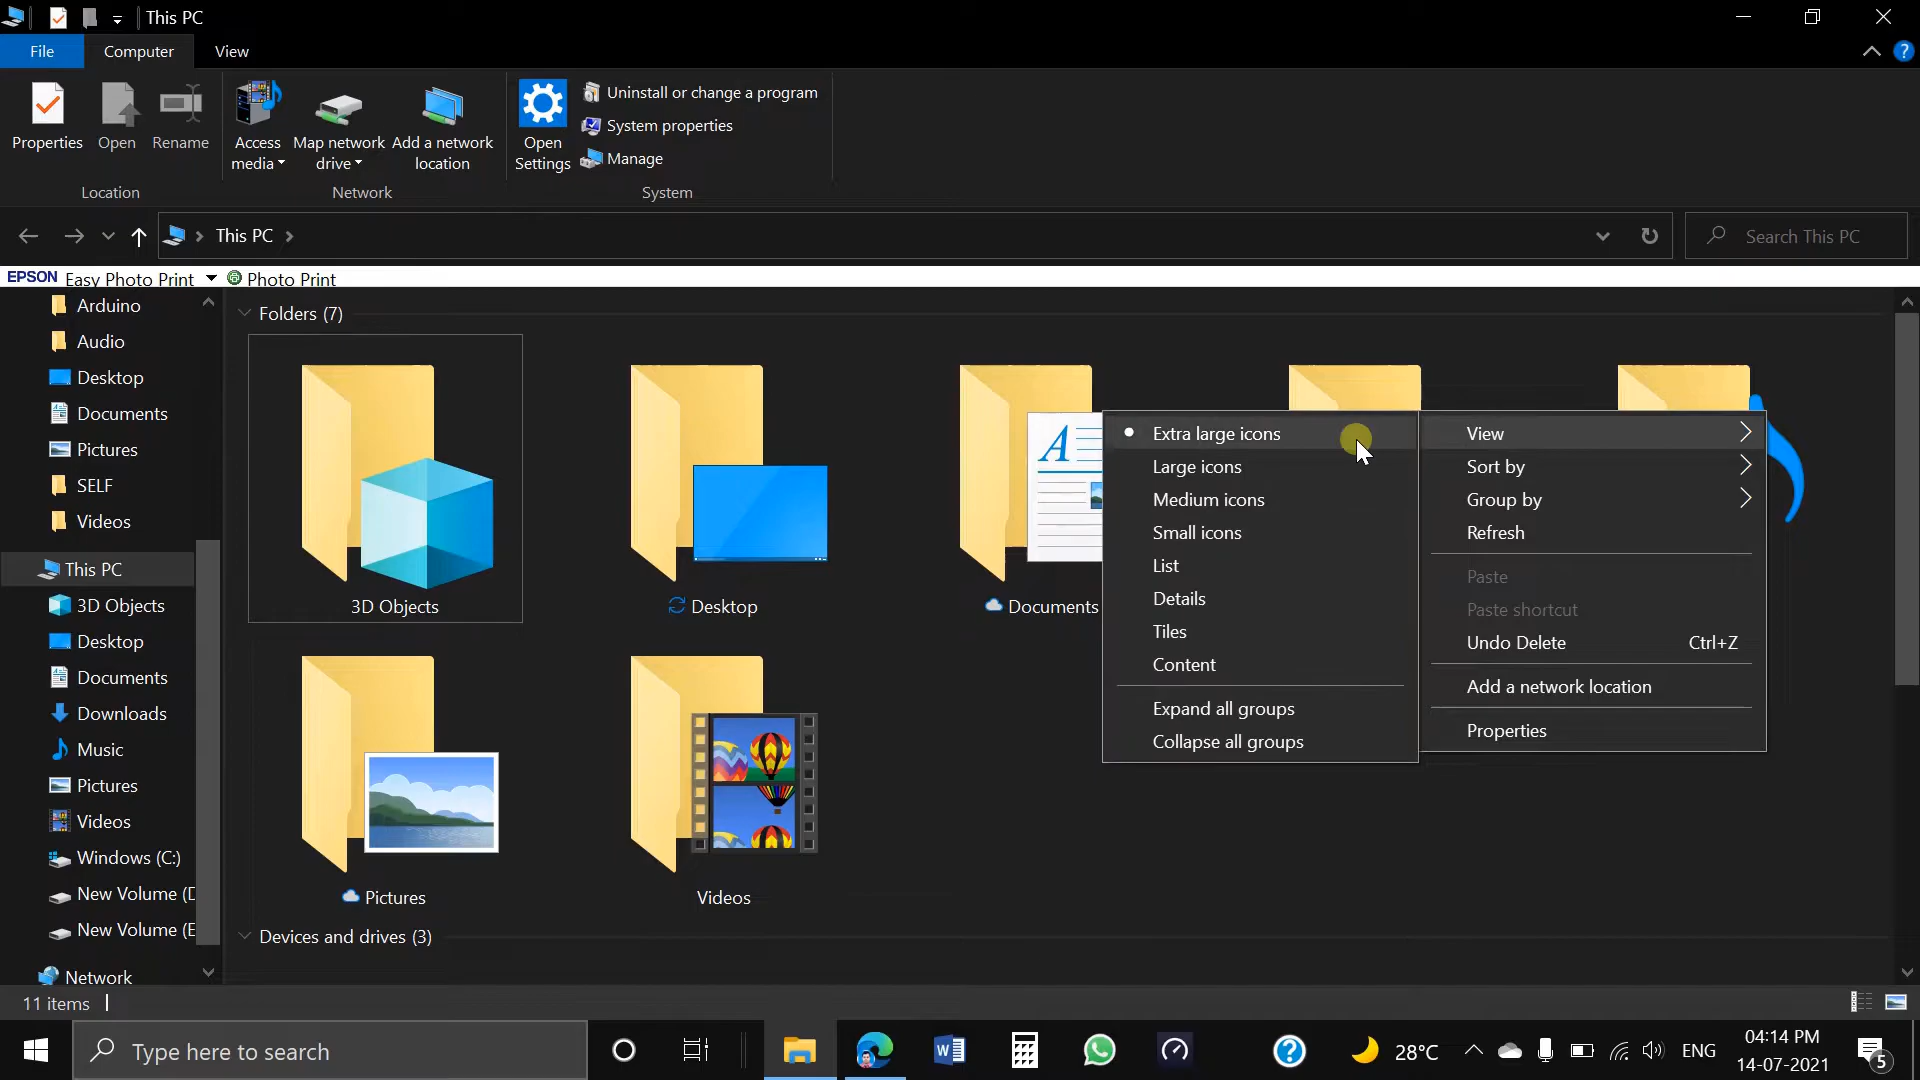 This PC
File
Computer
View
Properties
Open
Rename
Access media
Map network drive
Add a network location
Open Settings
Uninstall or change a program
System properties
Manage
Location
Network
System
This PC
Search This PC
EPSON Easy Photo Print
Photo Print
Arduino
Audio
Desktop
Documents
Pictures
SELF
Videos
This PC
3D Objects
Desktop
Documents
Downloads
Music
Pictures
Videos
Windows (C:)
New Volume (D
New Volume (E
Network
Folders (7)
3D Objects
Desktop
Documents
Pictures
Videos
Devices and drives (3)
Extra large icons
Large icons
Medium icons
Small icons
List
Details
Tiles
Content
Expand all groups
Collapse all groups
View
Sort by
Group by
Refresh
Paste
Paste shortcut
Undo Delete Ctrl+Z
Add a network location
Properties
11 items
Type here to search
28°C
ENG
04:14 PM
14-07-2021
5